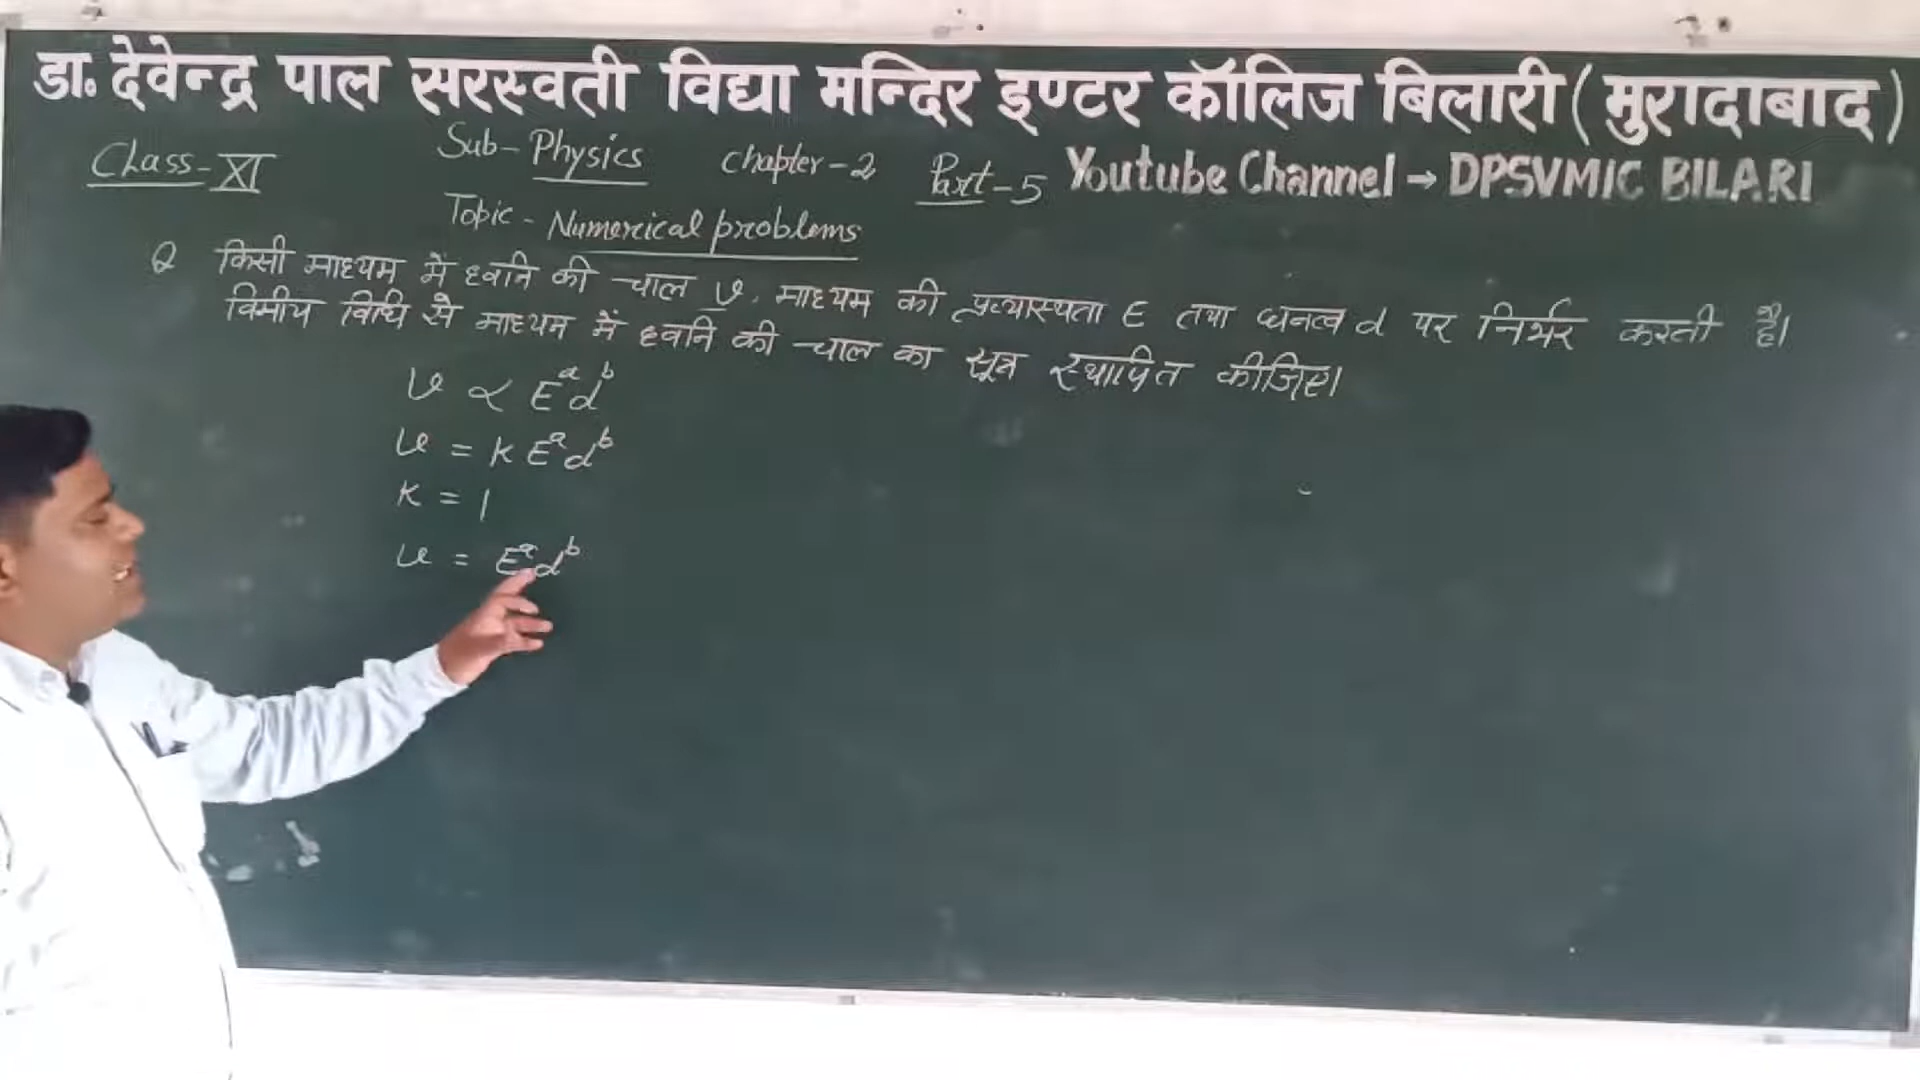 डा. देवेन्द्र पाल सरस्वती विद्या मन्दिर इण्टर कॉलिज बिलारी (मुरादाबाद)
Class-XI Sub-Physics Chapter-2 Part-5 Youtube Channel → DPSVMIC BILARI
Topic - Numerical problems
Q किसी माध्यम में ध्वनि की चाल v, माध्यम की प्रत्यास्थता E तथा घनत्व d पर निर्भर करती है।
विमीय विधि से माध्यम में ध्वनि की चाल का सूत्र स्थापित कीजिए।
v ∝ E^a d^b
v = K E^a d^b
K = 1
v = E^a d^b